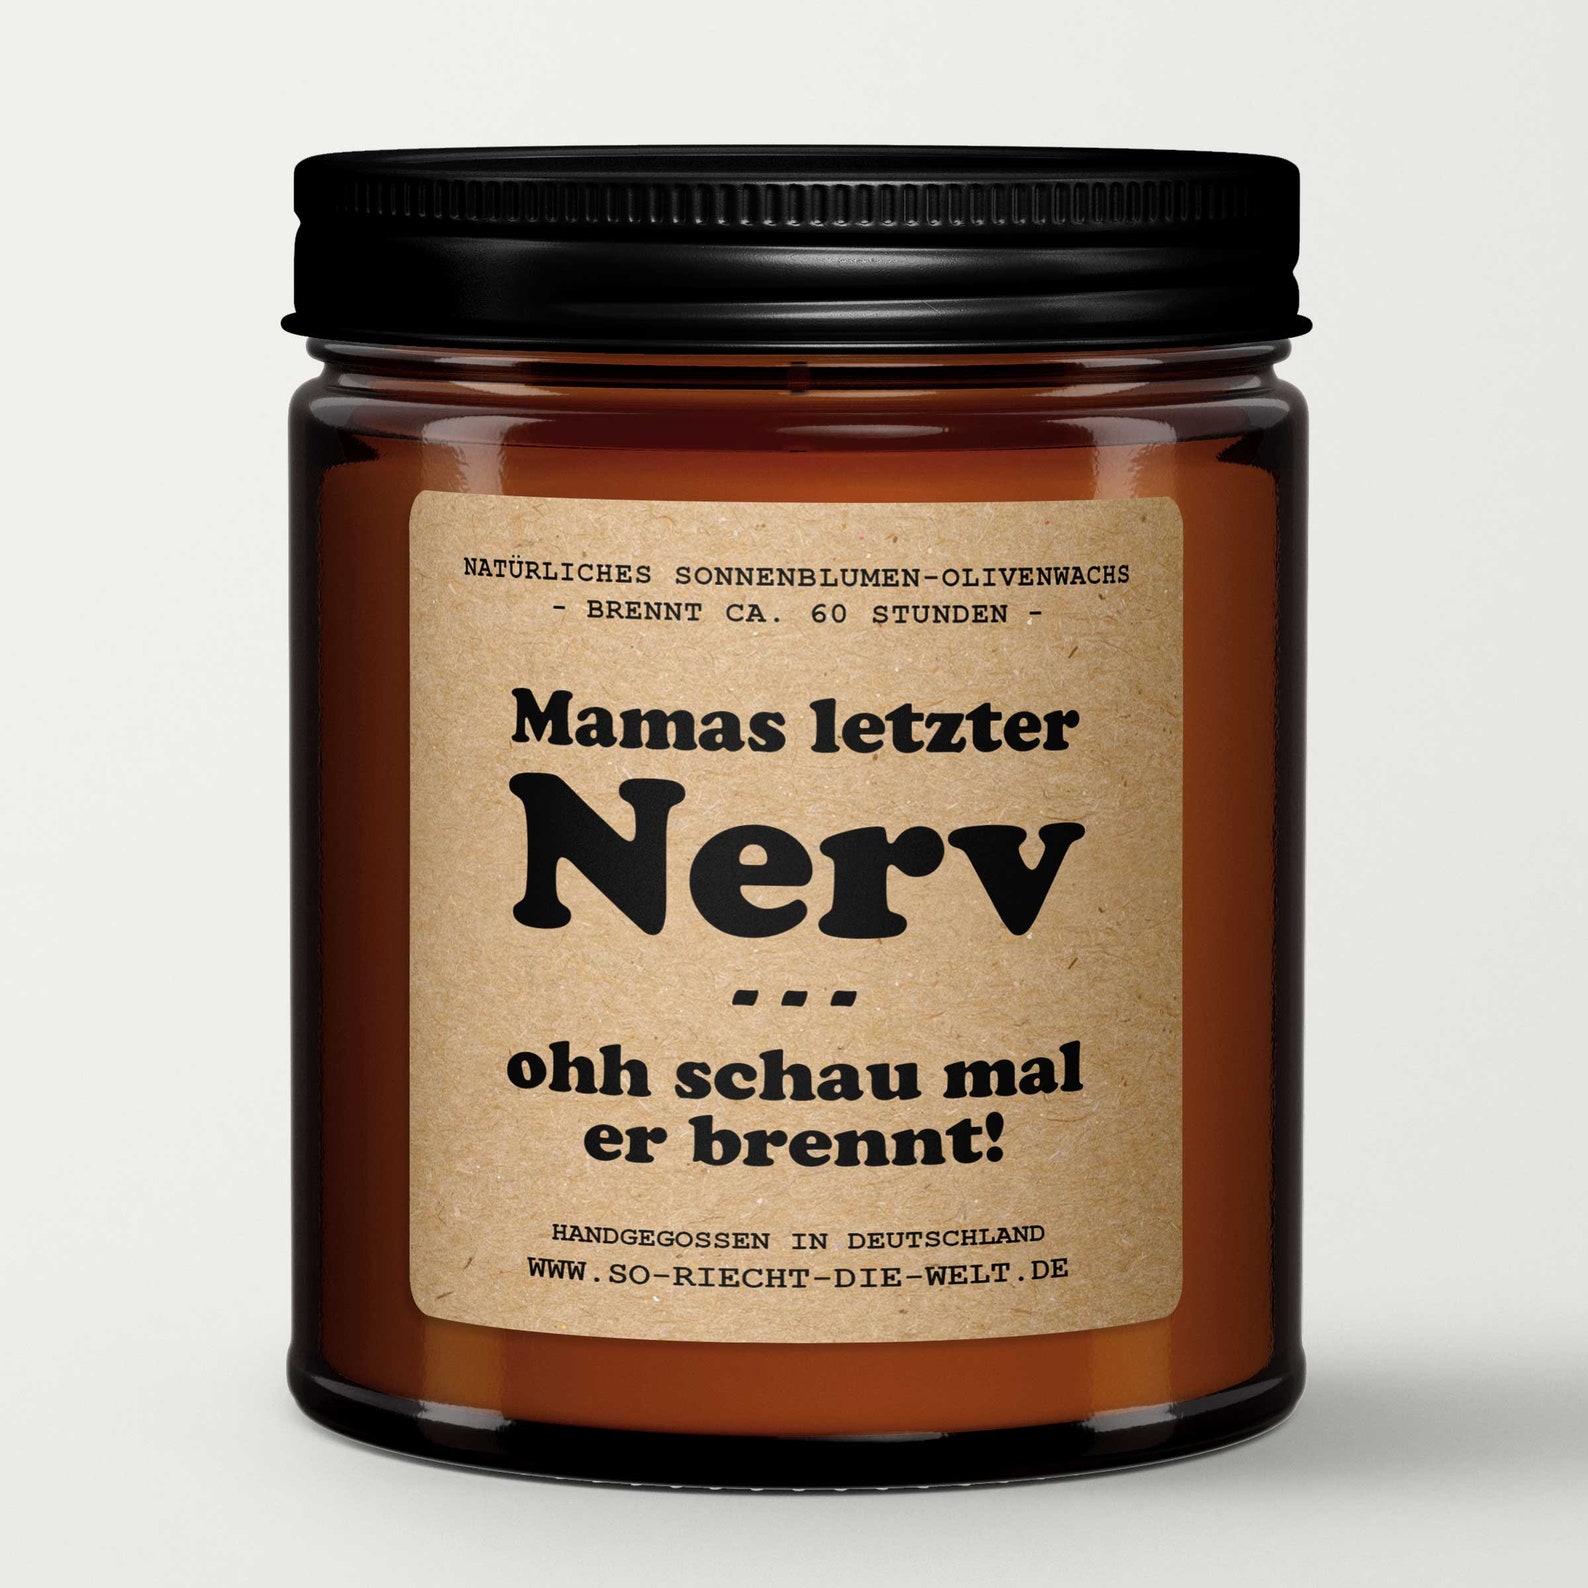 NATÜRLICHES SONNENBLUMEN-OLIVENWACHS
- BRENNT CA. 60 STUNDEN -
Mamas letzter
Nerv
---
ohh schau mal
er brennt!
HANDGEGOSSEN IN DEUTSCHLAND
WWW.SO-RIECHT-DIE-WELT.DE